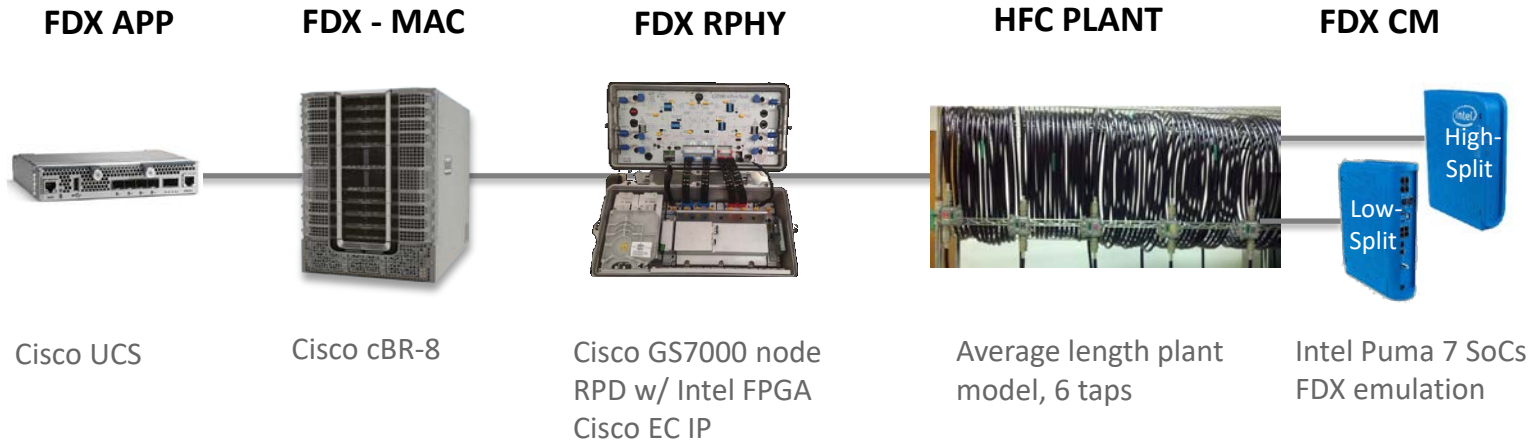 FDX APP
FDX - MAC
FDX RPHY
HFC PLANT
FDX CM
intel
High-
Split
Low-
Split
Cisco UCS
Cisco cBR-8
Cisco GS7000 node
RPD w/ Intel FPGA
Cisco EC IP
Average length plant
model, 6 taps
Intel Puma 7 SoCs
FDX emulation